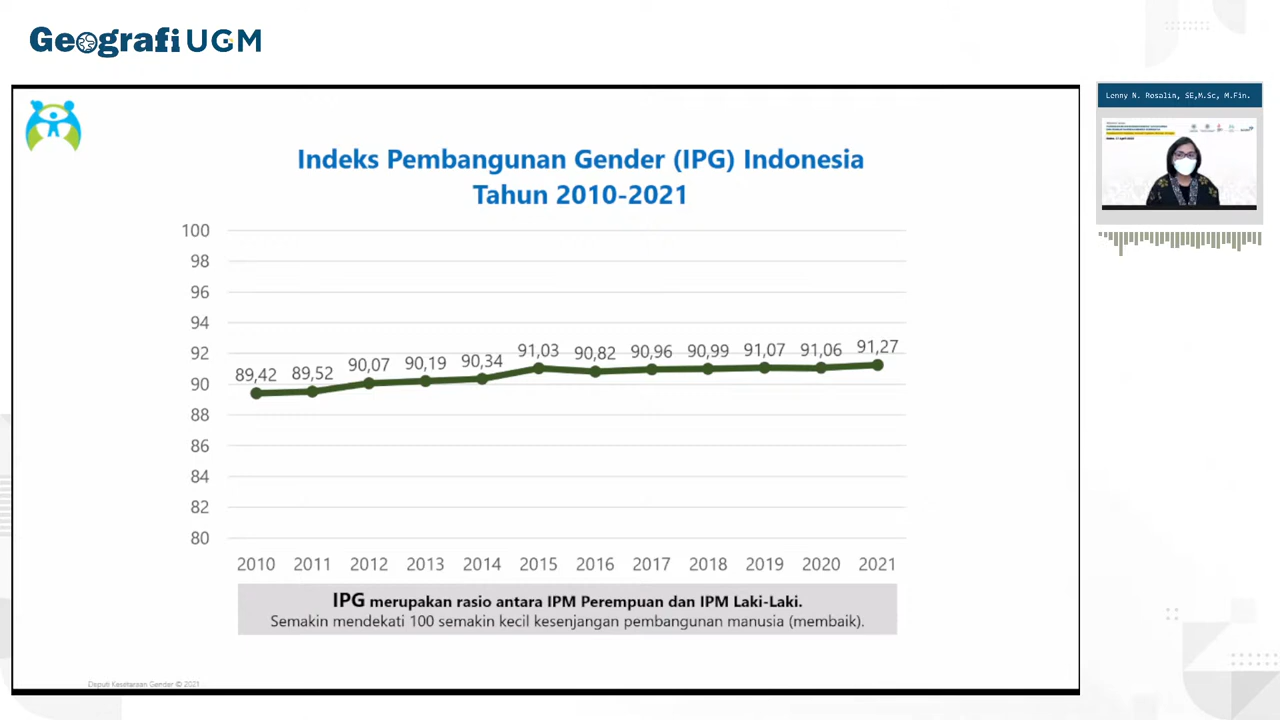 Geografi UGM
Lenny N. Rosalin, SE,M.Sc, M.Fin.
Indeks Pembangunan Gender (IPG) Indonesia
Tahun 2010-2021
100
98
96
94
92
90
88
86
84
82
80
89,42 89,52 90,07 90,19 90,34 91,03 90,82 90,96 90,99 91,07 91,06 91,27
2010 2011 2012 2013 2014 2015 2016 2017 2018 2019 2020 2021
IPG merupakan rasio antara IPM Perempuan dan IPM Laki-Laki.
Semakin mendekati 100 semakin kecil kesenjangan pembangunan manusia (membaik).
Deputi Kesetaraan Gender ©